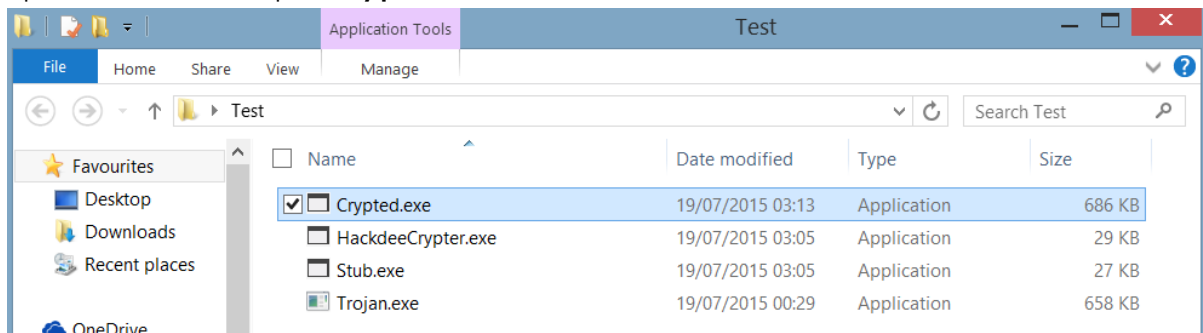 Test
Application Tools
File Home Share View Manage
Test
Search Test
Favourites
Desktop
Downloads
Recent places
OneDrive
Name Date modified Type Size
Crypted.exe 19/07/2015 03:13 Application 686 KB
HackdeeCrypter.exe 19/07/2015 03:05 Application 29 KB
Stub.exe 19/07/2015 03:05 Application 27 KB
Trojan.exe 19/07/2015 00:29 Application 658 KB